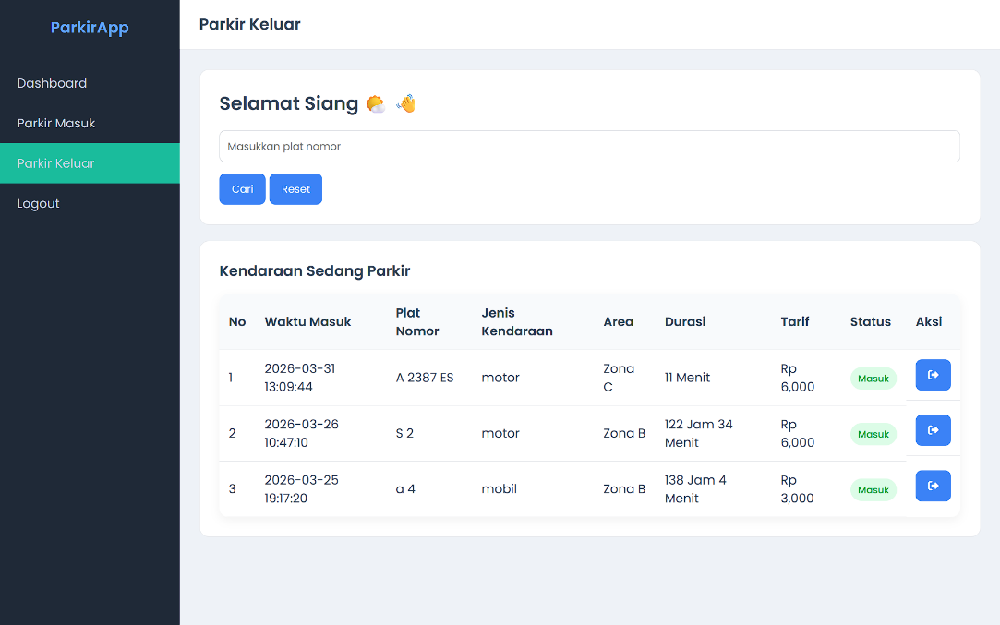 ParkirApp
Dashboard
Parkir Masuk
Parkir Keluar
Logout
Parkir Keluar
Selamat Siang 🌤️ 👋
Masukkan plat nomor
Cari
Reset
Kendaraan Sedang Parkir
No Waktu Masuk Plat Nomor Jenis Kendaraan Area Durasi Tarif Status Aksi
1 2026-03-31 13:09:44 A 2387 ES motor Zona C 11 Menit Rp 6,000 Masuk
2 2026-03-26 10:47:10 S 2 motor Zona B 122 Jam 34 Menit Rp 6,000 Masuk
3 2026-03-25 19:17:20 a 4 mobil Zona B 138 Jam 4 Menit Rp 3,000 Masuk